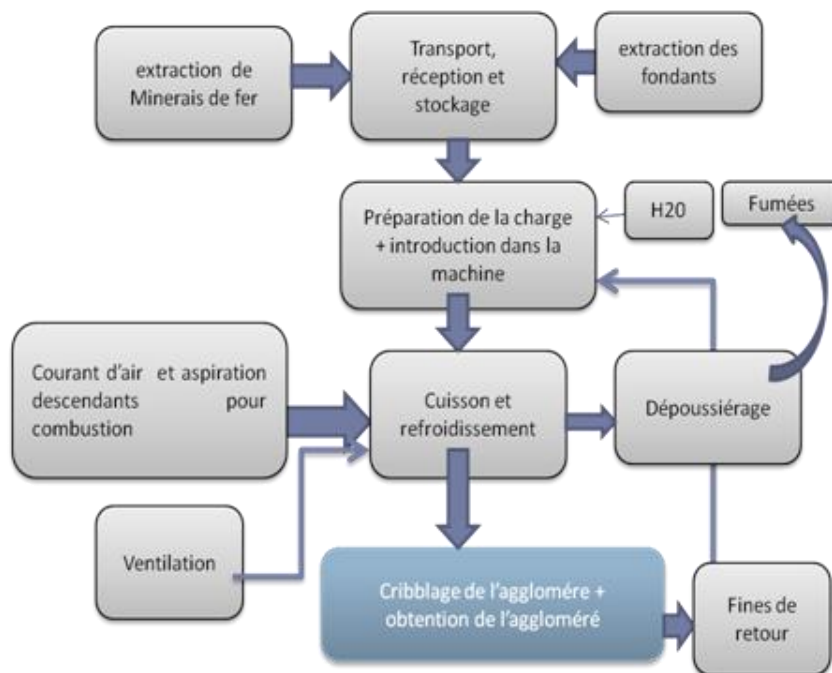 extraction de
Minerais de fer
Transport,
réception et
stockage
extraction des
fondants
Préparation de la charge
+ introduction dans la
machine
H20
Fumées
Courant d'air et aspiration
descendants pour
combustion
Cuisson et
refroidissement
Dépoussiérage
Ventilation
Cribblage de l'agglomére +
obtention de l'aggloméré
Fines de
retour